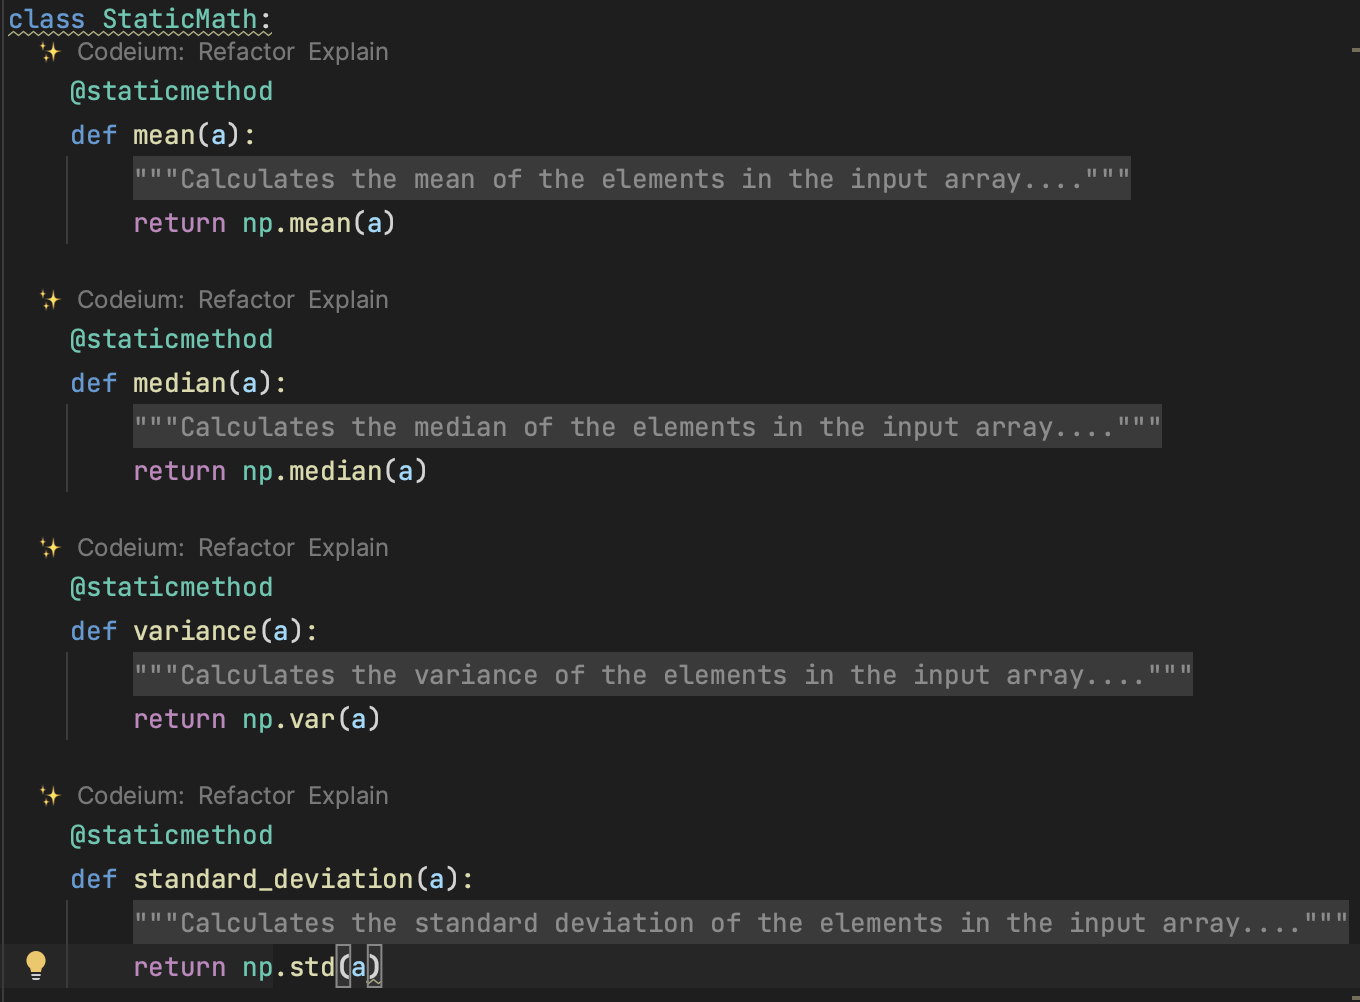 class StaticMath:
✨ Codeium: Refactor Explain
@staticmethod
def mean(a):
"""Calculates the mean of the elements in the input array...."""
return np.mean(a)
✨ Codeium: Refactor Explain
@staticmethod
def median(a):
"""Calculates the median of the elements in the input array...."""
return np.median(a)
✨ Codeium: Refactor Explain
@staticmethod
def variance(a):
"""Calculates the variance of the elements in the input array...."""
return np.var(a)
✨ Codeium: Refactor Explain
@staticmethod
def standard_deviation(a):
"""Calculates the standard deviation of the elements in the input array...."""
return np.std(a)